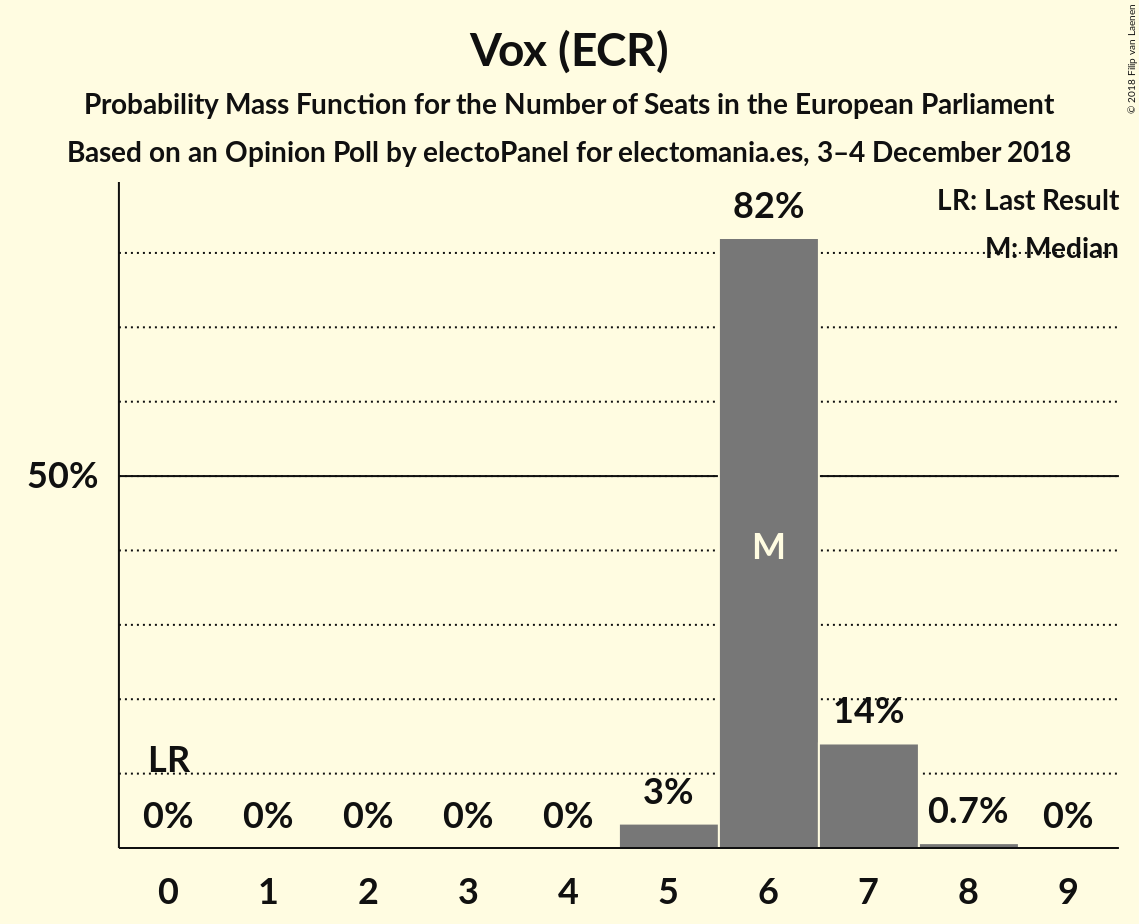 Vox (ECR)
Probability Mass Function for the Number of Seats in the European Parliament
Based on an Opinion Poll by electoPanel for electomania.es, 3–4 December 2018
© 2018 Filip van Laenen
LR: Last Result
M: Median
82%
50%
M
14%
LR
3%
0% 0% 0% 0% 0% 0.7% 0%
0 1 2 3 4 5 6 7 8 9